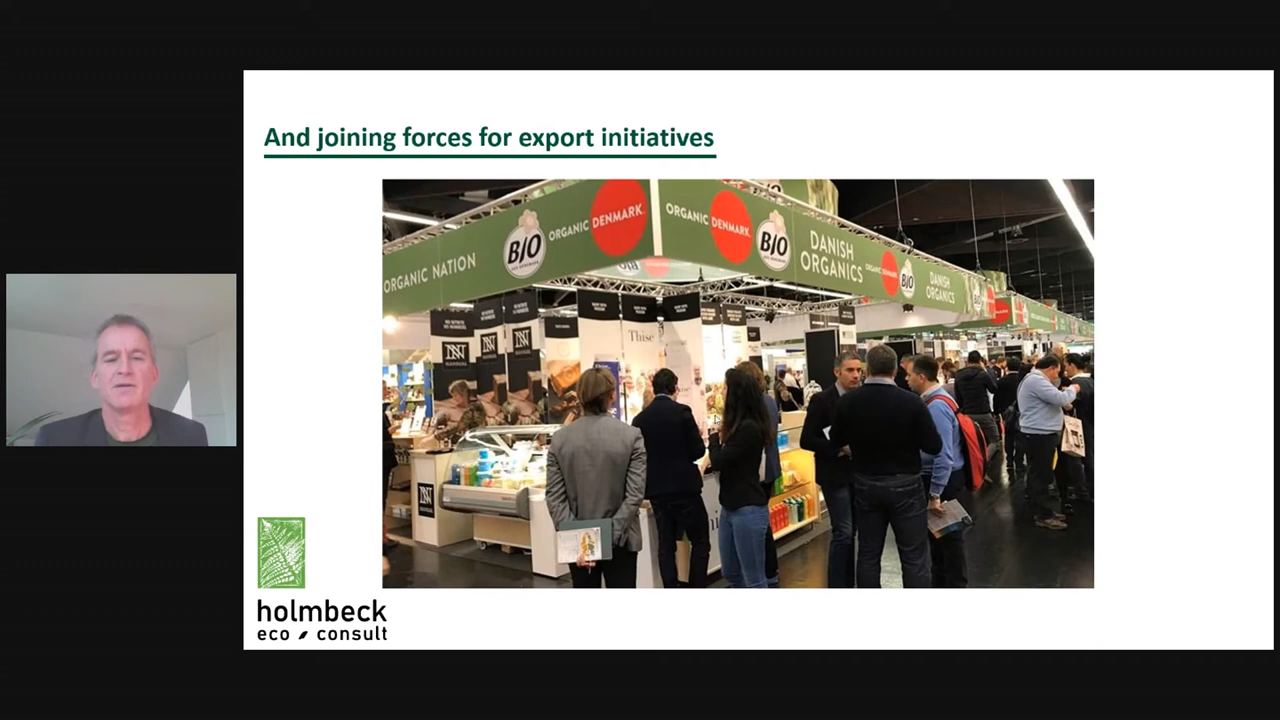 And joining forces for export initiatives
ORGANIC NATION
BIO
ORGANIC DENMARK
ORGANIC DENMARK
BIO
DANISH
ORGANICS
BIO
DANISH
ORGANICS
Thise
holmbeck
eco consult